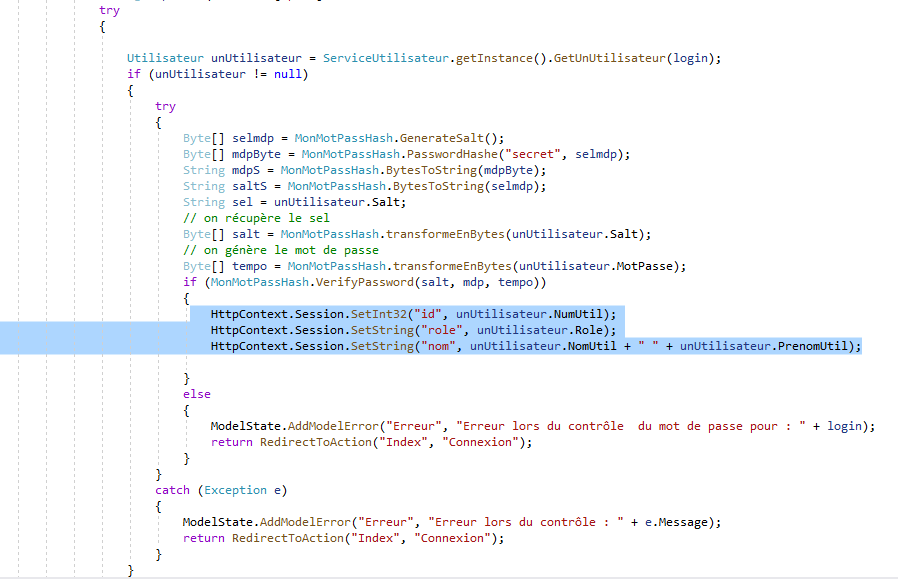 try
{
Utilisateur unUtilisateur = ServiceUtilisateur.getInstance().GetUnUtilisateur(login);
if (unUtilisateur != null)
{
try
{
Byte[] selmdp = MonMotPassHash.GenerateSalt();
Byte[] mdpByte = MonMotPassHash.PasswordHashe("secret", selmdp);
String mdpS = MonMotPassHash.BytesToString(mdpByte);
String saltS = MonMotPassHash.BytesToString(selmdp);
String sel = unUtilisateur.Salt;
// on récupère le sel
Byte[] salt = MonMotPassHash.transformeEnBytes(unUtilisateur.Salt);
// on génère le mot de passe
Byte[] tempo = MonMotPassHash.transformeEnBytes(unUtilisateur.MotPasse);
if (MonMotPassHash.VerifyPassword(salt, mdp, tempo))
{
HttpContext.Session.SetInt32("id", unUtilisateur.NumUtil);
HttpContext.Session.SetString("role", unUtilisateur.Role);
HttpContext.Session.SetString("nom", unUtilisateur.NomUtil + " " + unUtilisateur.PrenomUtil);
}
else
{
ModelState.AddModelError("Erreur", "Erreur lors du contrôle  du mot de passe pour : " + login);
return RedirectToAction("Index", "Connexion");
}
}
catch (Exception e)
{
ModelState.AddModelError("Erreur", "Erreur lors du contrôle : " + e.Message);
return RedirectToAction("Index", "Connexion");
}
}